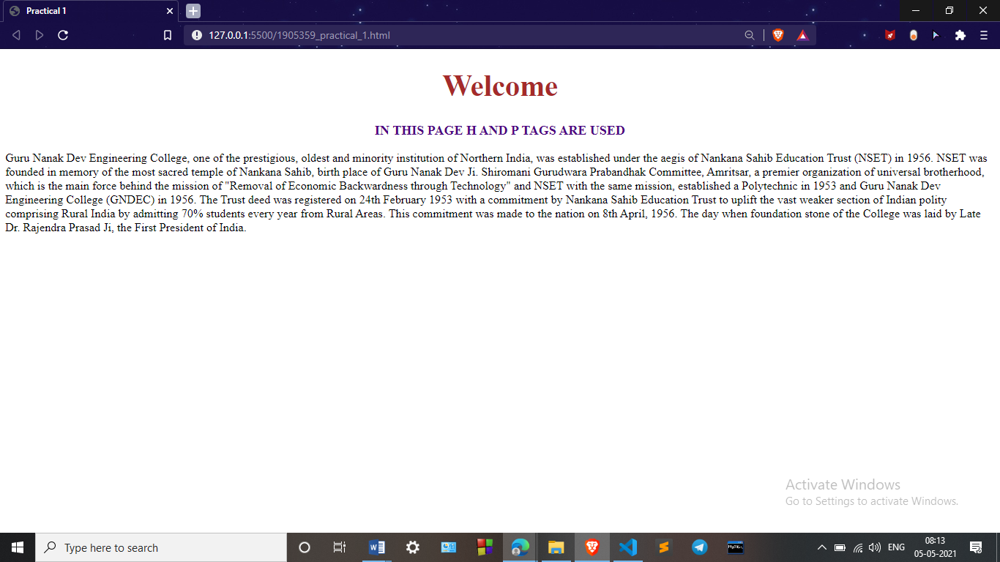 Practical 1
127.0.0.1:5500/1905359_practical_1.html
Welcome
IN THIS PAGE H AND P TAGS ARE USED
Guru Nanak Dev Engineering College, one of the prestigious, oldest and minority institution of Northern India, was established under the aegis of Nankana Sahib Education Trust (NSET) in 1956. NSET was
founded in memory of the most sacred temple of Nankana Sahib, birth place of Guru Nanak Dev Ji. Shiromani Gurudwara Prabandhak Committee, Amritsar, a premier organization of universal brotherhood,
which is the main force behind the mission of "Removal of Economic Backwardness through Technology" and NSET with the same mission, established a Polytechnic in 1953 and Guru Nanak Dev
Engineering College (GNDEC) in 1956. The Trust deed was registered on 24th February 1953 with a commitment by Nankana Sahib Education Trust to uplift the vast weaker section of Indian polity
comprising Rural India by admitting 70% students every year from Rural Areas. This commitment was made to the nation on 8th April, 1956. The day when foundation stone of the College was laid by Late
Dr. Rajendra Prasad Ji, the First President of India.
Activate Windows
Go to Settings to activate Windows.
Type here to search
W
MySQL
ENG
08:13
05-05-2021